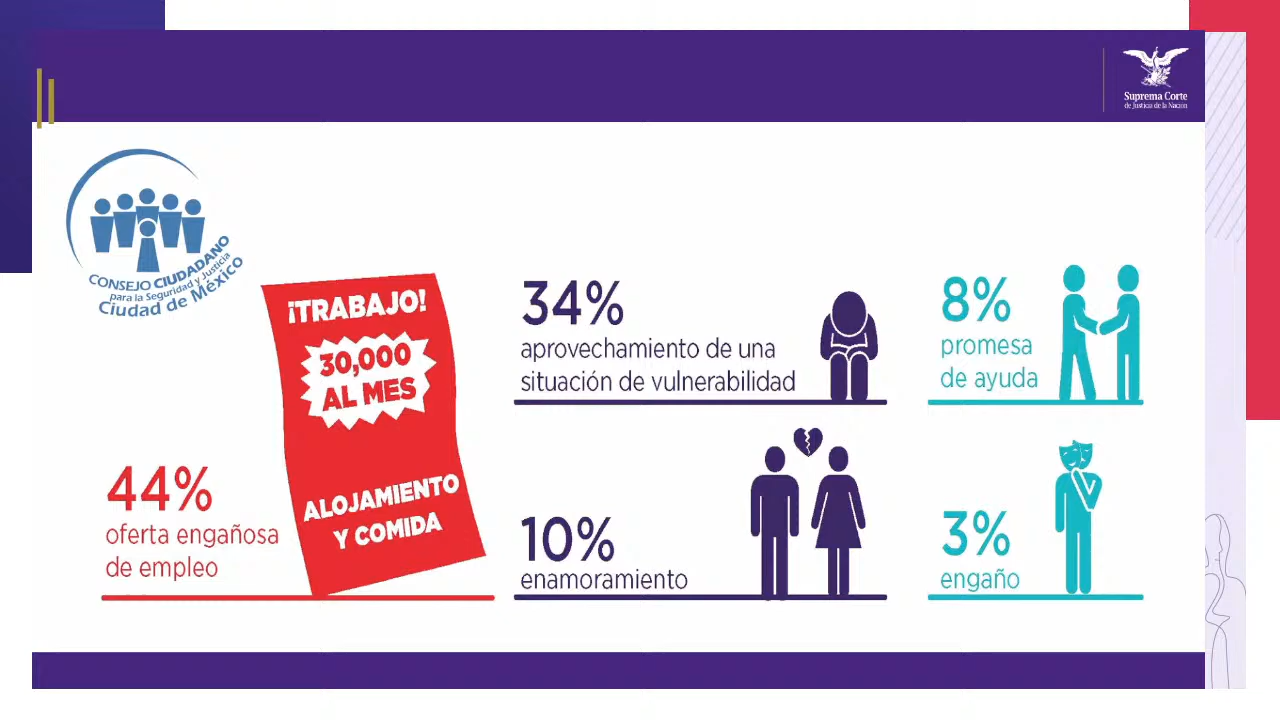 Suprema Corte
de Justicia de la Nación
CONSEJO CIUDADANO
para la Seguridad y Justicia
Ciudad de México
¡TRABAJO!
30,000
AL MES
ALOJAMIENTO
Y COMIDA
44%
oferta engañosa
de empleo
34%
aprovechamiento de una
situación de vulnerabilidad
10%
enamoramiento
8%
promesa
de ayuda
3%
engaño